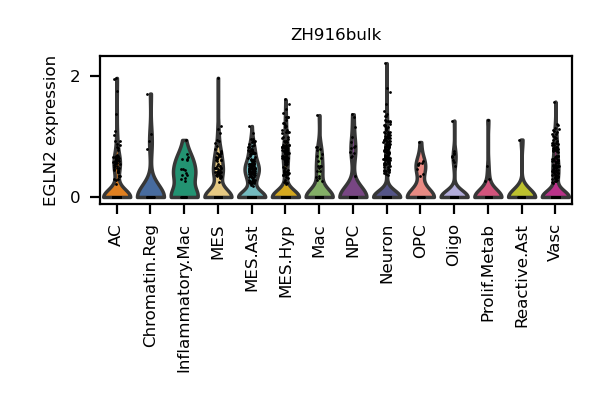 ZH916bulk
EGLN2 expression
2
0
AC
Chromatin.Reg
Inflammatory.Mac
MES
MES.Ast
MES.Hyp
Mac
NPC
Neuron
OPC
Oligo
Prolif.Metab
Reactive.Ast
Vasc